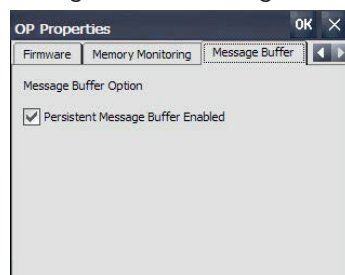 OP Properties OK ×
Firmware Memory Monitoring Message Buffer
Message Buffer Option
Persistent Message Buffer Enabled